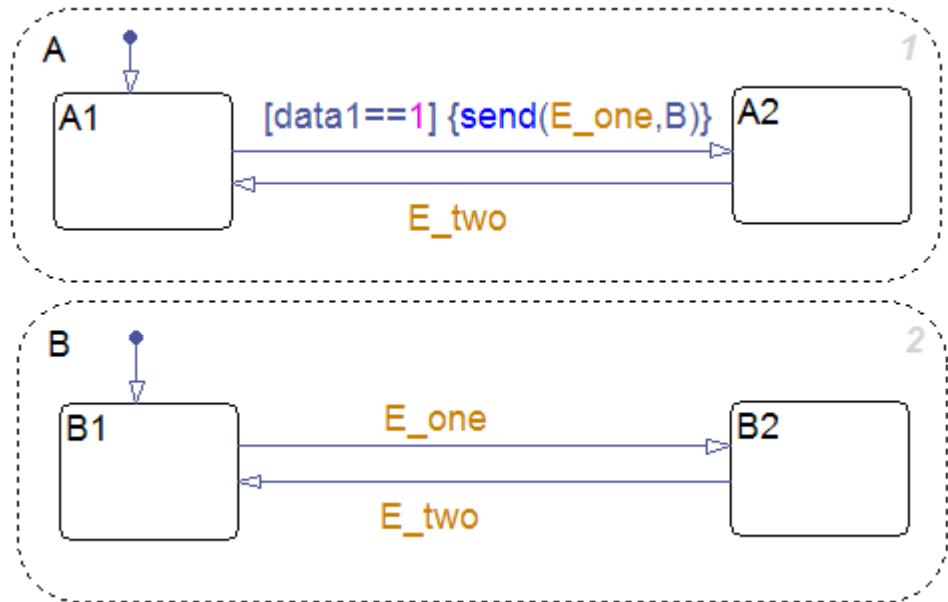 A
1
A1
[data1==1] {send(E_one,B)}
A2
E_two
B
2
B1
E_one
B2
E_two